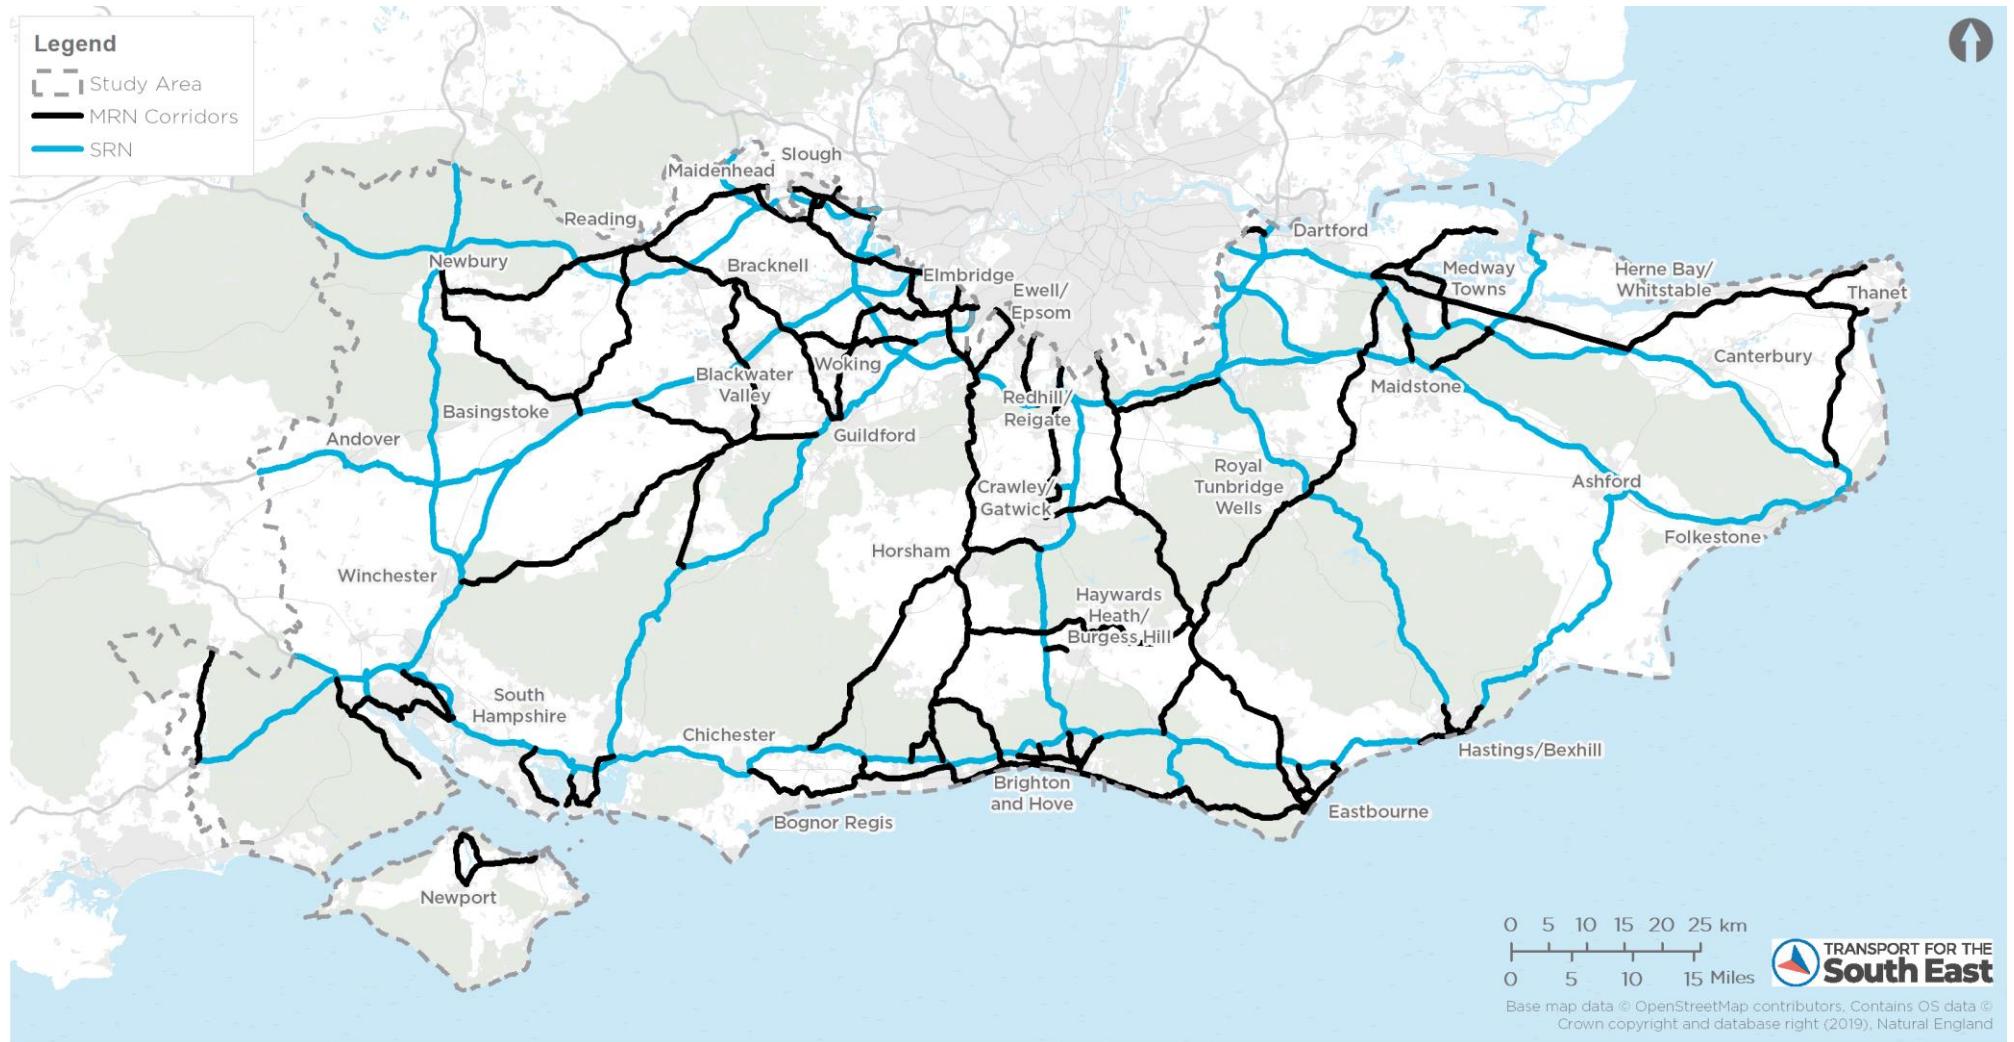 Legend
Study Area
MRN Corridors
SRN
Slough
Maidenhead
Reading
Dartford
Newbury
Bracknell
Elmbridge
Medway
Towns
Herne Bay/
Whitstable
Thanet
Ewell/
Epsom
Woking
Blackwater
Valley
Canterbury
Maidstone
Basingstoke
Redhill/
Reigate
Andover
Guildford
Royal
Tunbridge
Wells
Ashford
Crawley/
Gatwick
Folkestone
Horsham
Winchester
Haywards
Heath/
Burgess Hill
South
Hampshire
Chichester
Hastings/Bexhill
Brighton
and Hove
Bognor Regis
Eastbourne
Newport
0 5 10 15 20 25 km
0 5 10 15 Miles
TRANSPORT FOR THE
South East
Base map data © OpenStreetMap contributors, Contains OS data ©
Crown copyright and database right (2019), Natural England